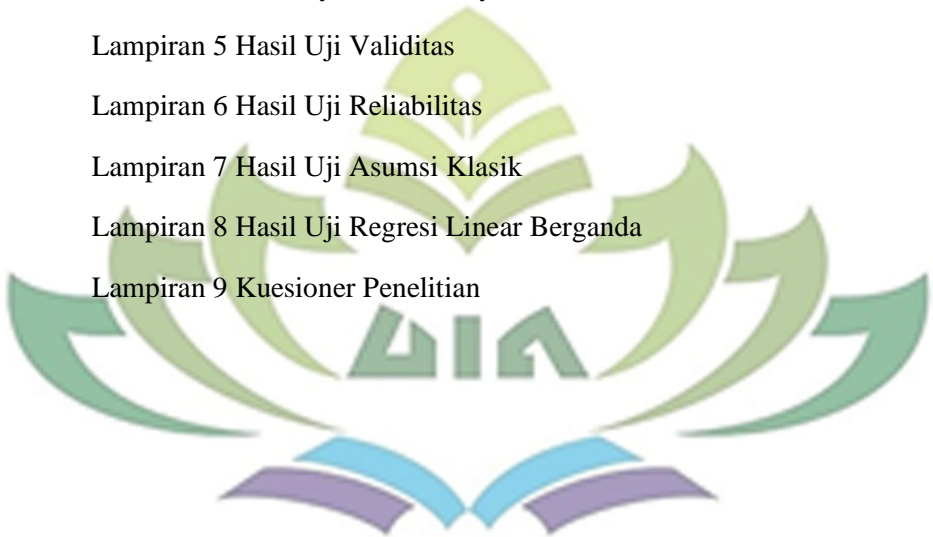 Lampiran 5 Hasil Uji Validitas
Lampiran 6 Hasil Uji Reliabilitas
Lampiran 7 Hasil Uji Asumsi Klasik
Lampiran 8 Hasil Uji Regresi Linear Berganda
Lampiran 9 Kuesioner Penelitian
UIN